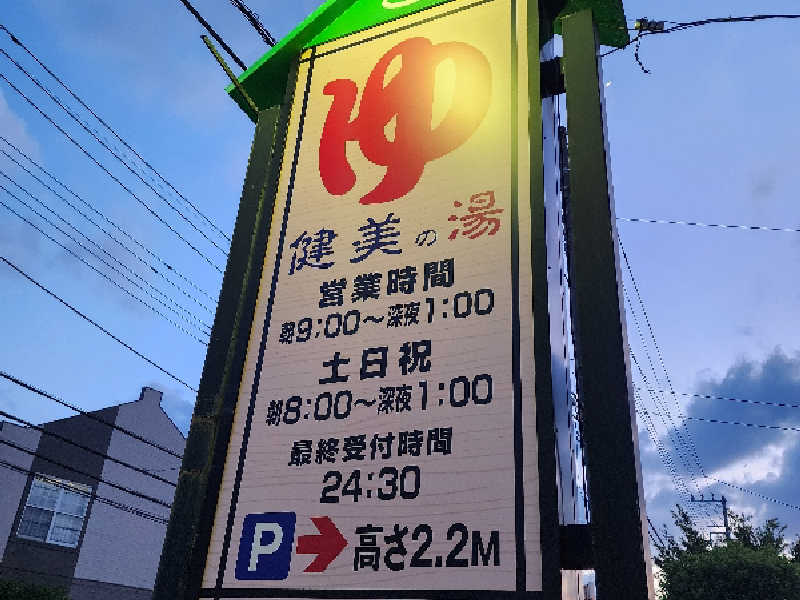 ゆ
健美の湯
営業時間
朝9:00～深夜1:00
土日祝
朝8:00～深夜1:00
最終受付時間
24:30
P 高さ2.2M